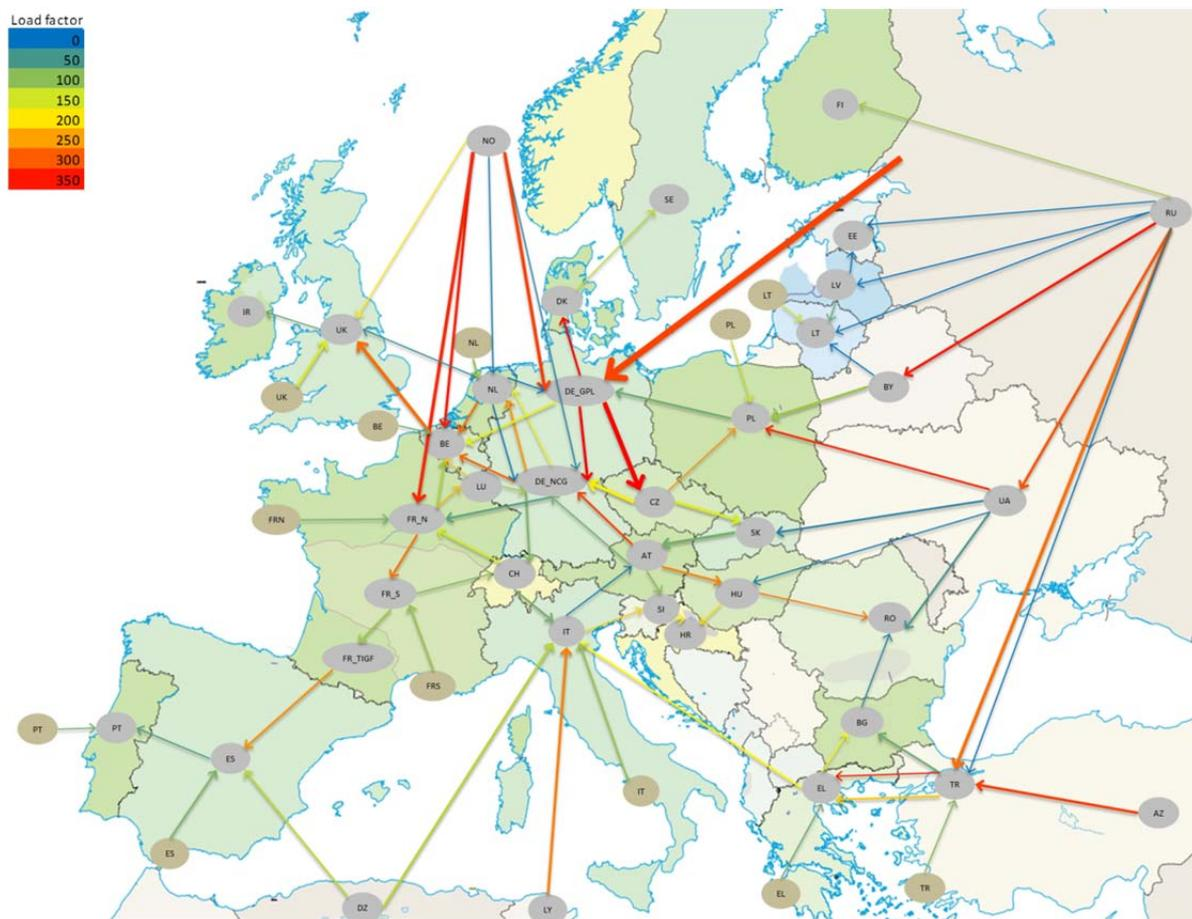 Load factor
0
50
100
150
200
250
300
350
FI
NO
SE
RU
EE
LV
LT
DK
IR
PL
LT
UK
NL
BY
NL
DE_GPL
UK
PL
BE
BE
LU
DE_NCG
CZ
UA
FRN
FR_N
SK
AT
CH
FR_S
HU
SI
RO
IT
HR
FR_TIGF
FRS
BG
PT
PT
ES
EL
TR
IT
AZ
ES
EL
TR
DZ
LY